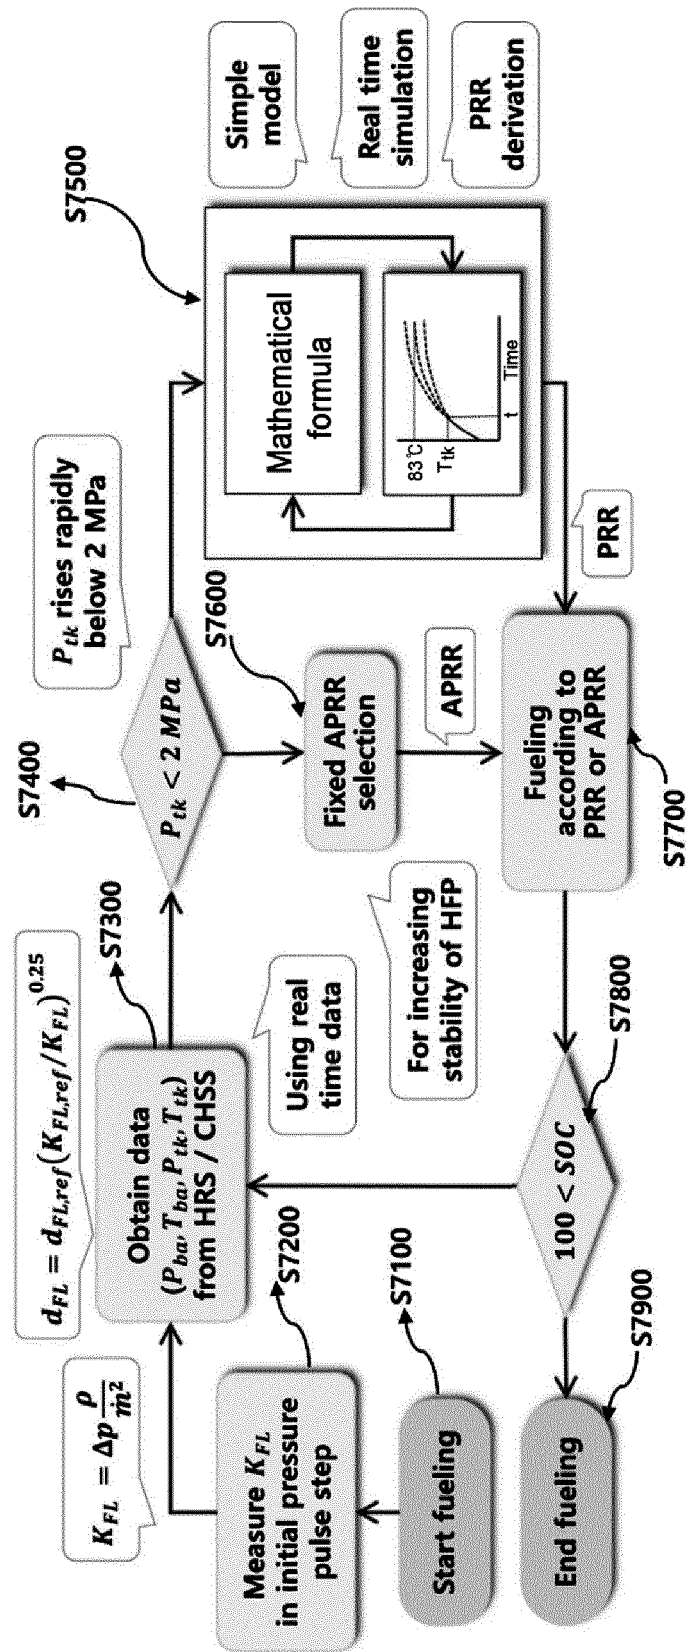 Start fueling
S7100
Measure K_FL
in initial pressure
pulse step
S7200
K_FL = Δp ρ/ṁ²
Obtain data
(P_ba, T_ba, P_tk, T_tk)
from HRS / CHSS
S7300
d_FL = d_FL,ref(K_FL,ref/K_FL)^0.25
Using real
time data
P_tk < 2 MPa
S7400
P_tk rises rapidly
below 2 MPa
Fixed APRR
selection
S7600
For increasing
stability of HFP
APRR
S7500
Mathematical
formula
83℃
T_tk
t
Time
Simple
model
Real time
simulation
PRR
derivation
PRR
Fueling
according to
PRR or APRR
S7700
100 < SOC
S7800
End fueling
S7900